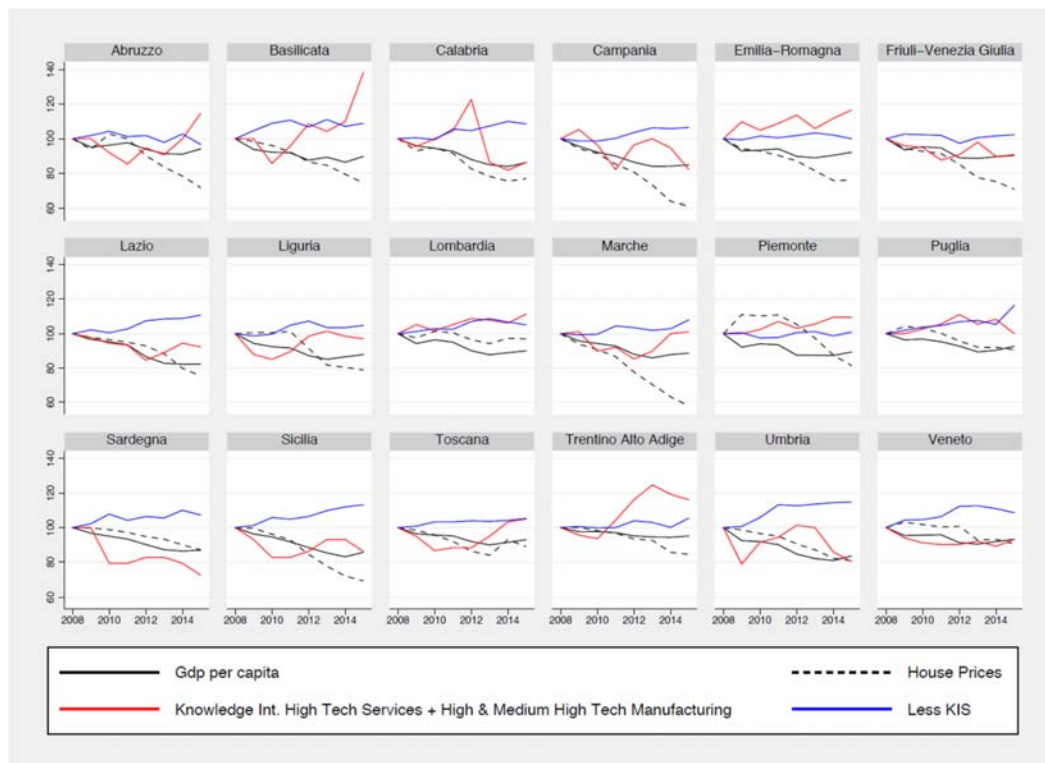 Abruzzo Basilicata Calabria Campania Emilia-Romagna Friuli-Venezia Giulia
140
120
100
80
60
Lazio Liguria Lombardia Marche Piemonte Puglia
140
120
100
80
60
Sardegna Sicilia Toscana Trentino Alto Adige Umbria Veneto
140
120
100
80
60
2008 2010 2012 2014 2008 2010 2012 2014 2008 2010 2012 2014 2008 2010 2012 2014 2008 2010 2012 2014 2008 2010 2012 2014
Gdp per capita House Prices
Knowledge Int. High Tech Services + High & Medium High Tech Manufacturing Less KIS